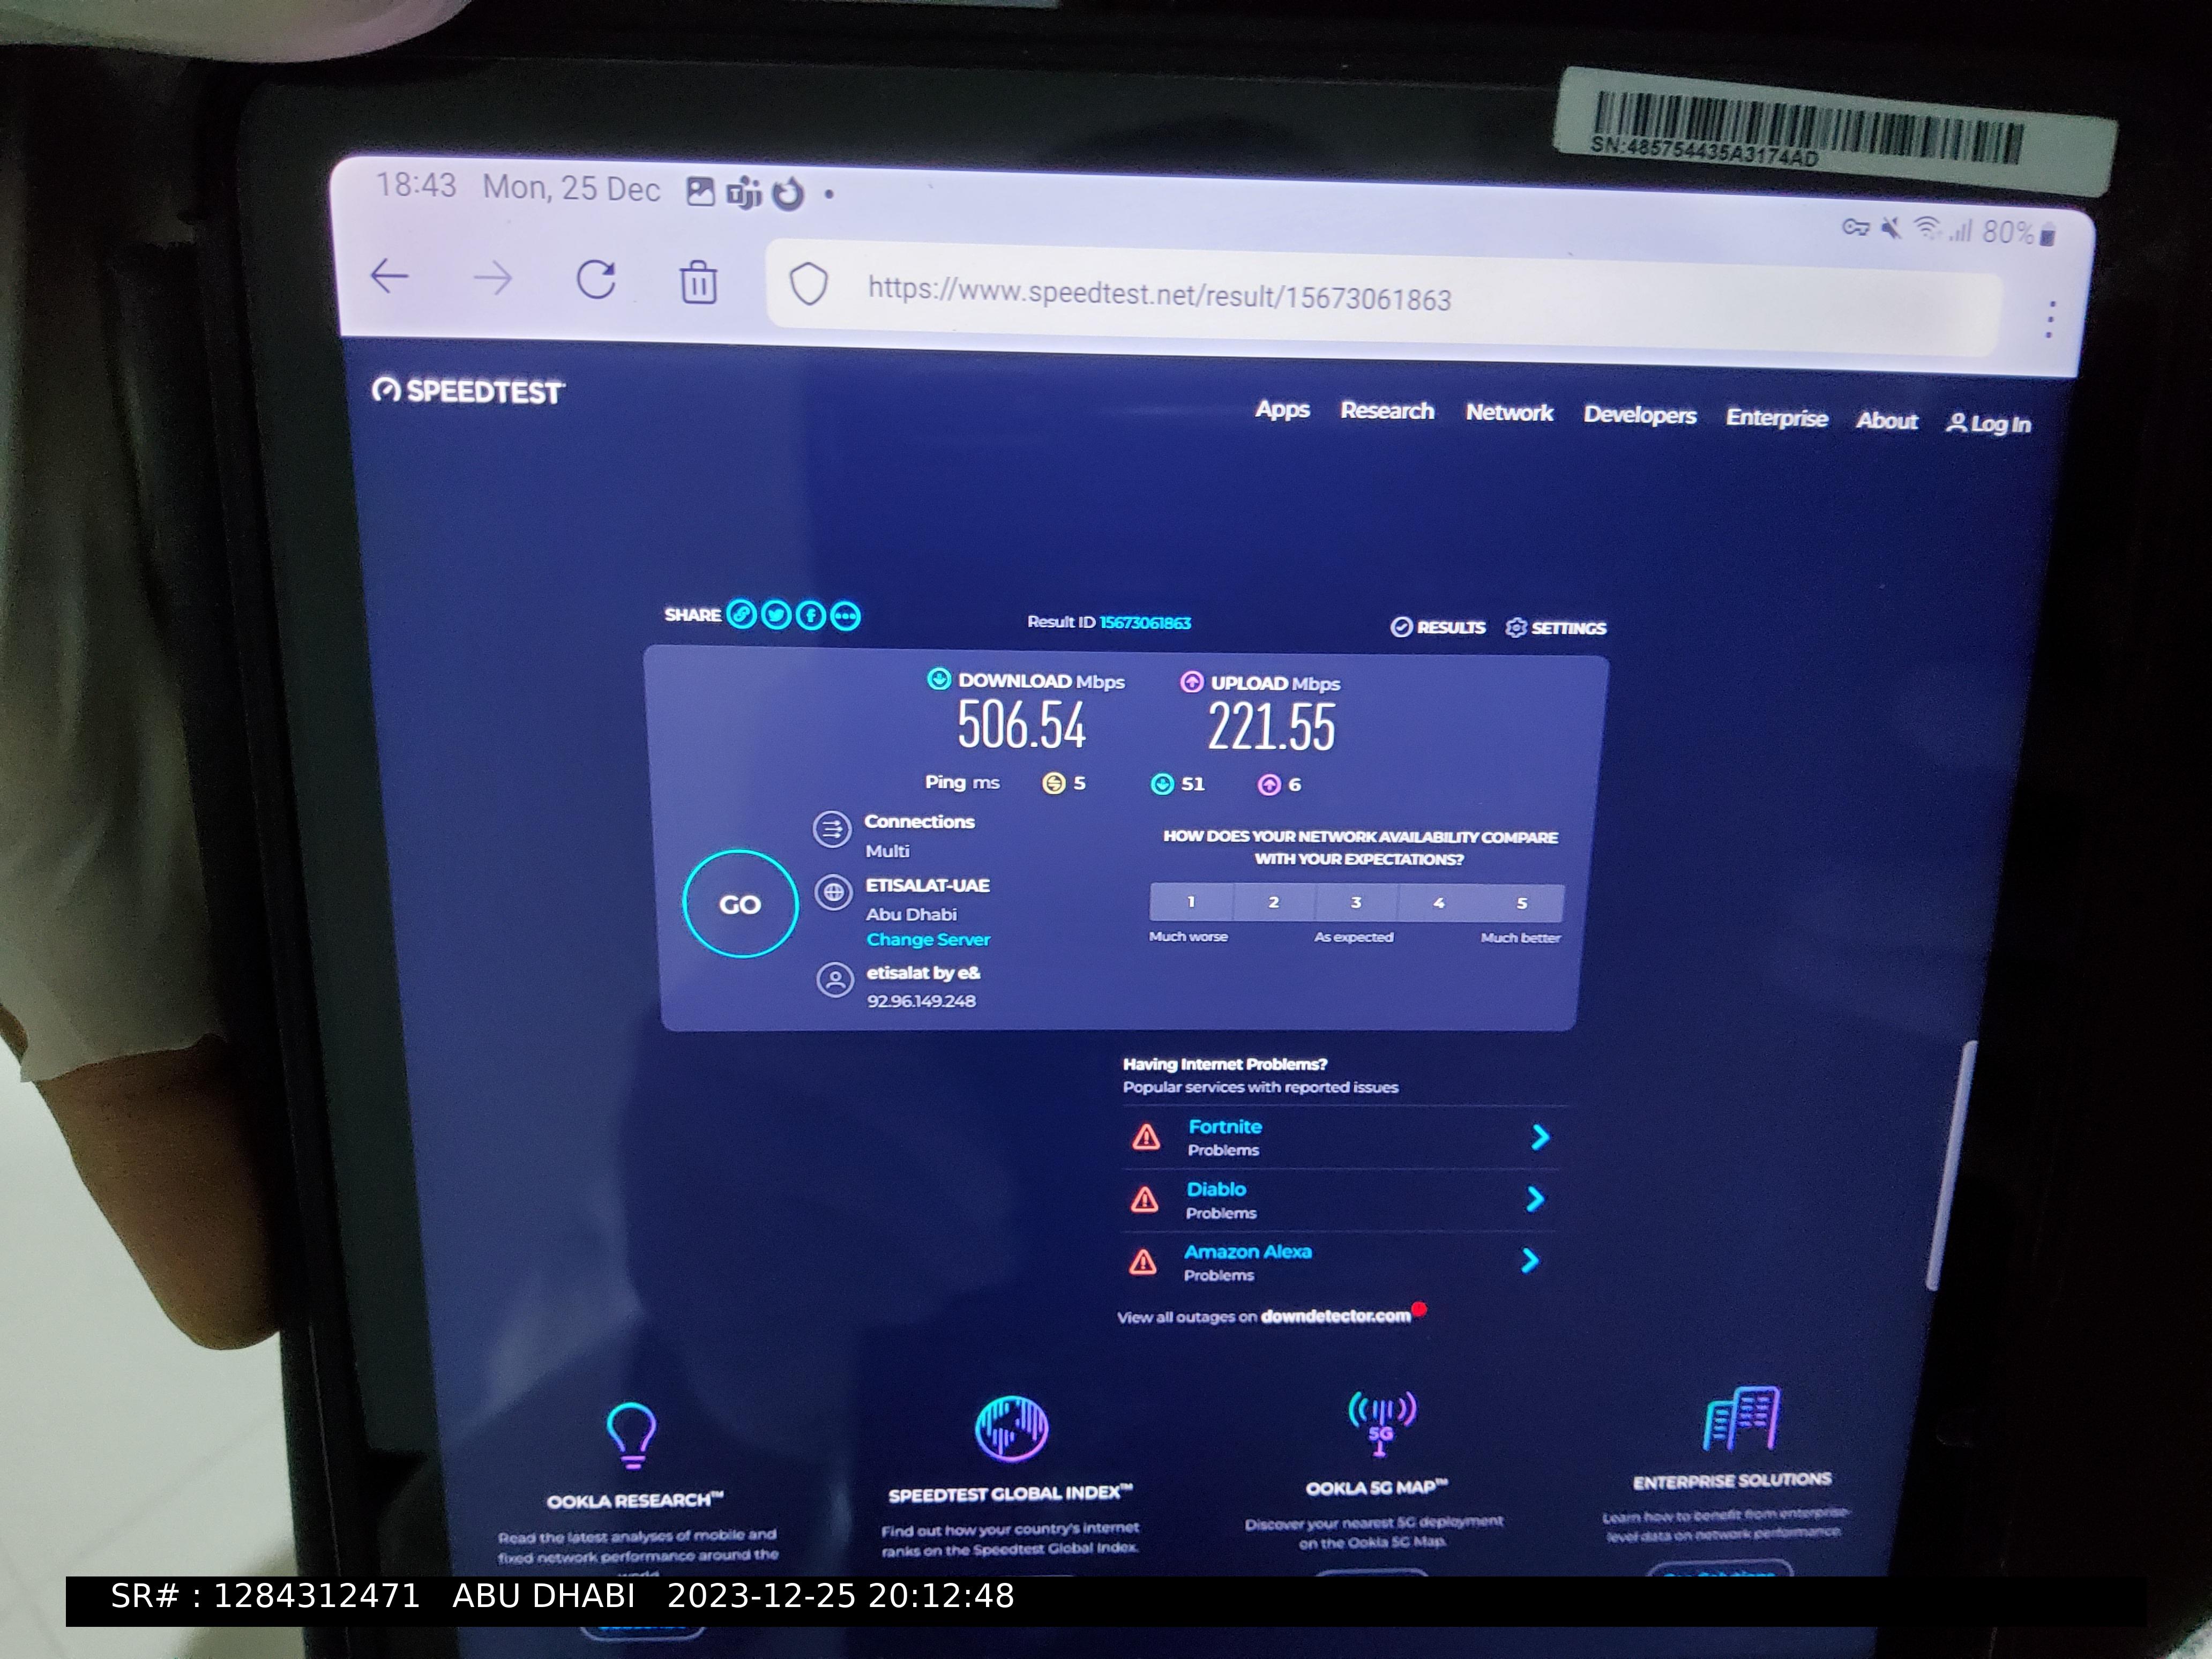 SN:485754435A3174AD
18:43 Mon, 25 Dec
80%
https://www.speedtest.net/result/15673061863
SPEEDTEST
Apps Research Network Developers Enterprise About Log In
SHARE Result ID 15673061863 RESULTS SETTINGS
DOWNLOAD Mbps UPLOAD Mbps
506.54 221.55
Ping ms 5 51 6
Connections
Multi
HOW DOES YOUR NETWORK AVAILABILITY COMPARE
WITH YOUR EXPECTATIONS?
GO
ETISALAT-UAE
Abu Dhabi
Change Server
1 2 3 4 5
Much worse As expected Much better
etisalat by e&
92.96.149.248
Having Internet Problems?
Popular services with reported issues
Fortnite
Problems
Diablo
Problems
Amazon Alexa
Problems
View all outages on downdetector.com
5G
OOKLA RESEARCH™
Read the latest analyses of mobile and
fixed network performance around the
SPEEDTEST GLOBAL INDEX™
Find out how your country's internet
ranks on the Speedtest Global Index.
OOKLA 5G MAP™
Discover your nearest 5G deployment
on the Ookla 5G Map.
ENTERPRISE SOLUTIONS
Learn how to benefit from enterprise-
level data on network performance.
SR# : 1284312471 ABU DHABI 2023-12-25 20:12:48